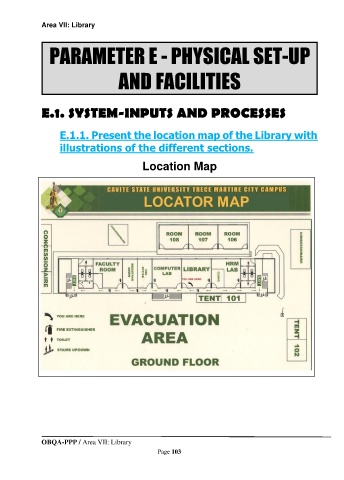 Area VII: Library
PARAMETER E - PHYSICAL SET-UP
AND FACILITIES
E.1. SYSTEM-INPUTS AND PROCESSES
E.1.1. Present the location map of the Library with
illustrations of the different sections.
Location Map
CAVITE STATE UNIVERSITY TRECE MARTIRE CITY CAMPUS
LOCATOR MAP
CONCESSIONAIRE
ROOM
108
ROOM
107
ROOM
106
FACULTY
ROOM
COMPUTER
LAB
LIBRARY
HRM
LAB
TENT 101
YOU ARE HERE
FIRE EXTINGUISHER
TOILET
STAIRS UP/DOWN
EVACUATION
AREA
GROUND FLOOR
TENT 102
OBQA-PPP / Area VII: Library
Page 103